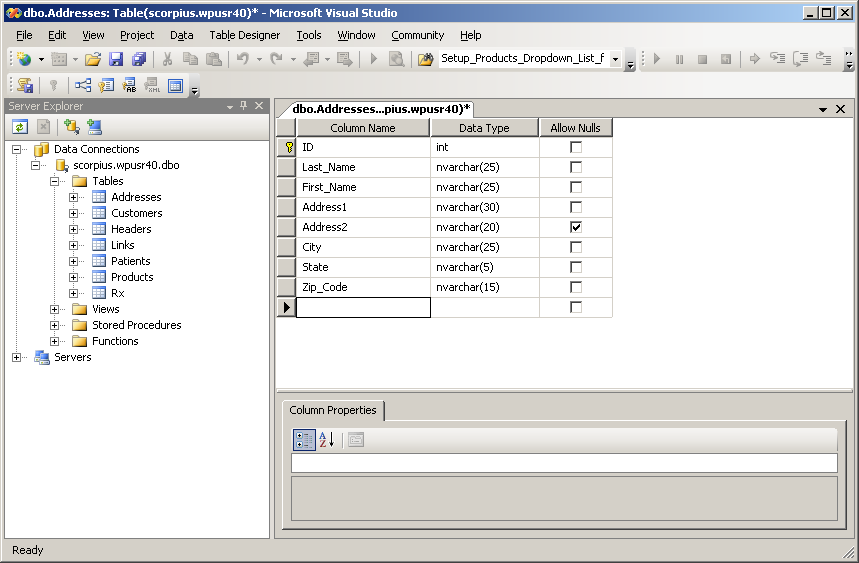 dbo.Addresses: Table(scorpius.wpusr40)* - Microsoft Visual Studio
File Edit View Project Data Table Designer Tools Window Community Help
Setup_Products_Dropdown_List_f
Server Explorer
dbo.Addresses...pius.wpusr40)*
Data Connections
scorpius.wpusr40.dbo
Tables
Addresses
Customers
Headers
Links
Patients
Products
Rx
Views
Stored Procedures
Functions
Servers
Column Name Data Type Allow Nulls
ID int
Last_Name nvarchar(25)
First_Name nvarchar(25)
Address1 nvarchar(30)
Address2 nvarchar(20)
City nvarchar(25)
State nvarchar(5)
Zip_Code nvarchar(15)
Column Properties
Ready